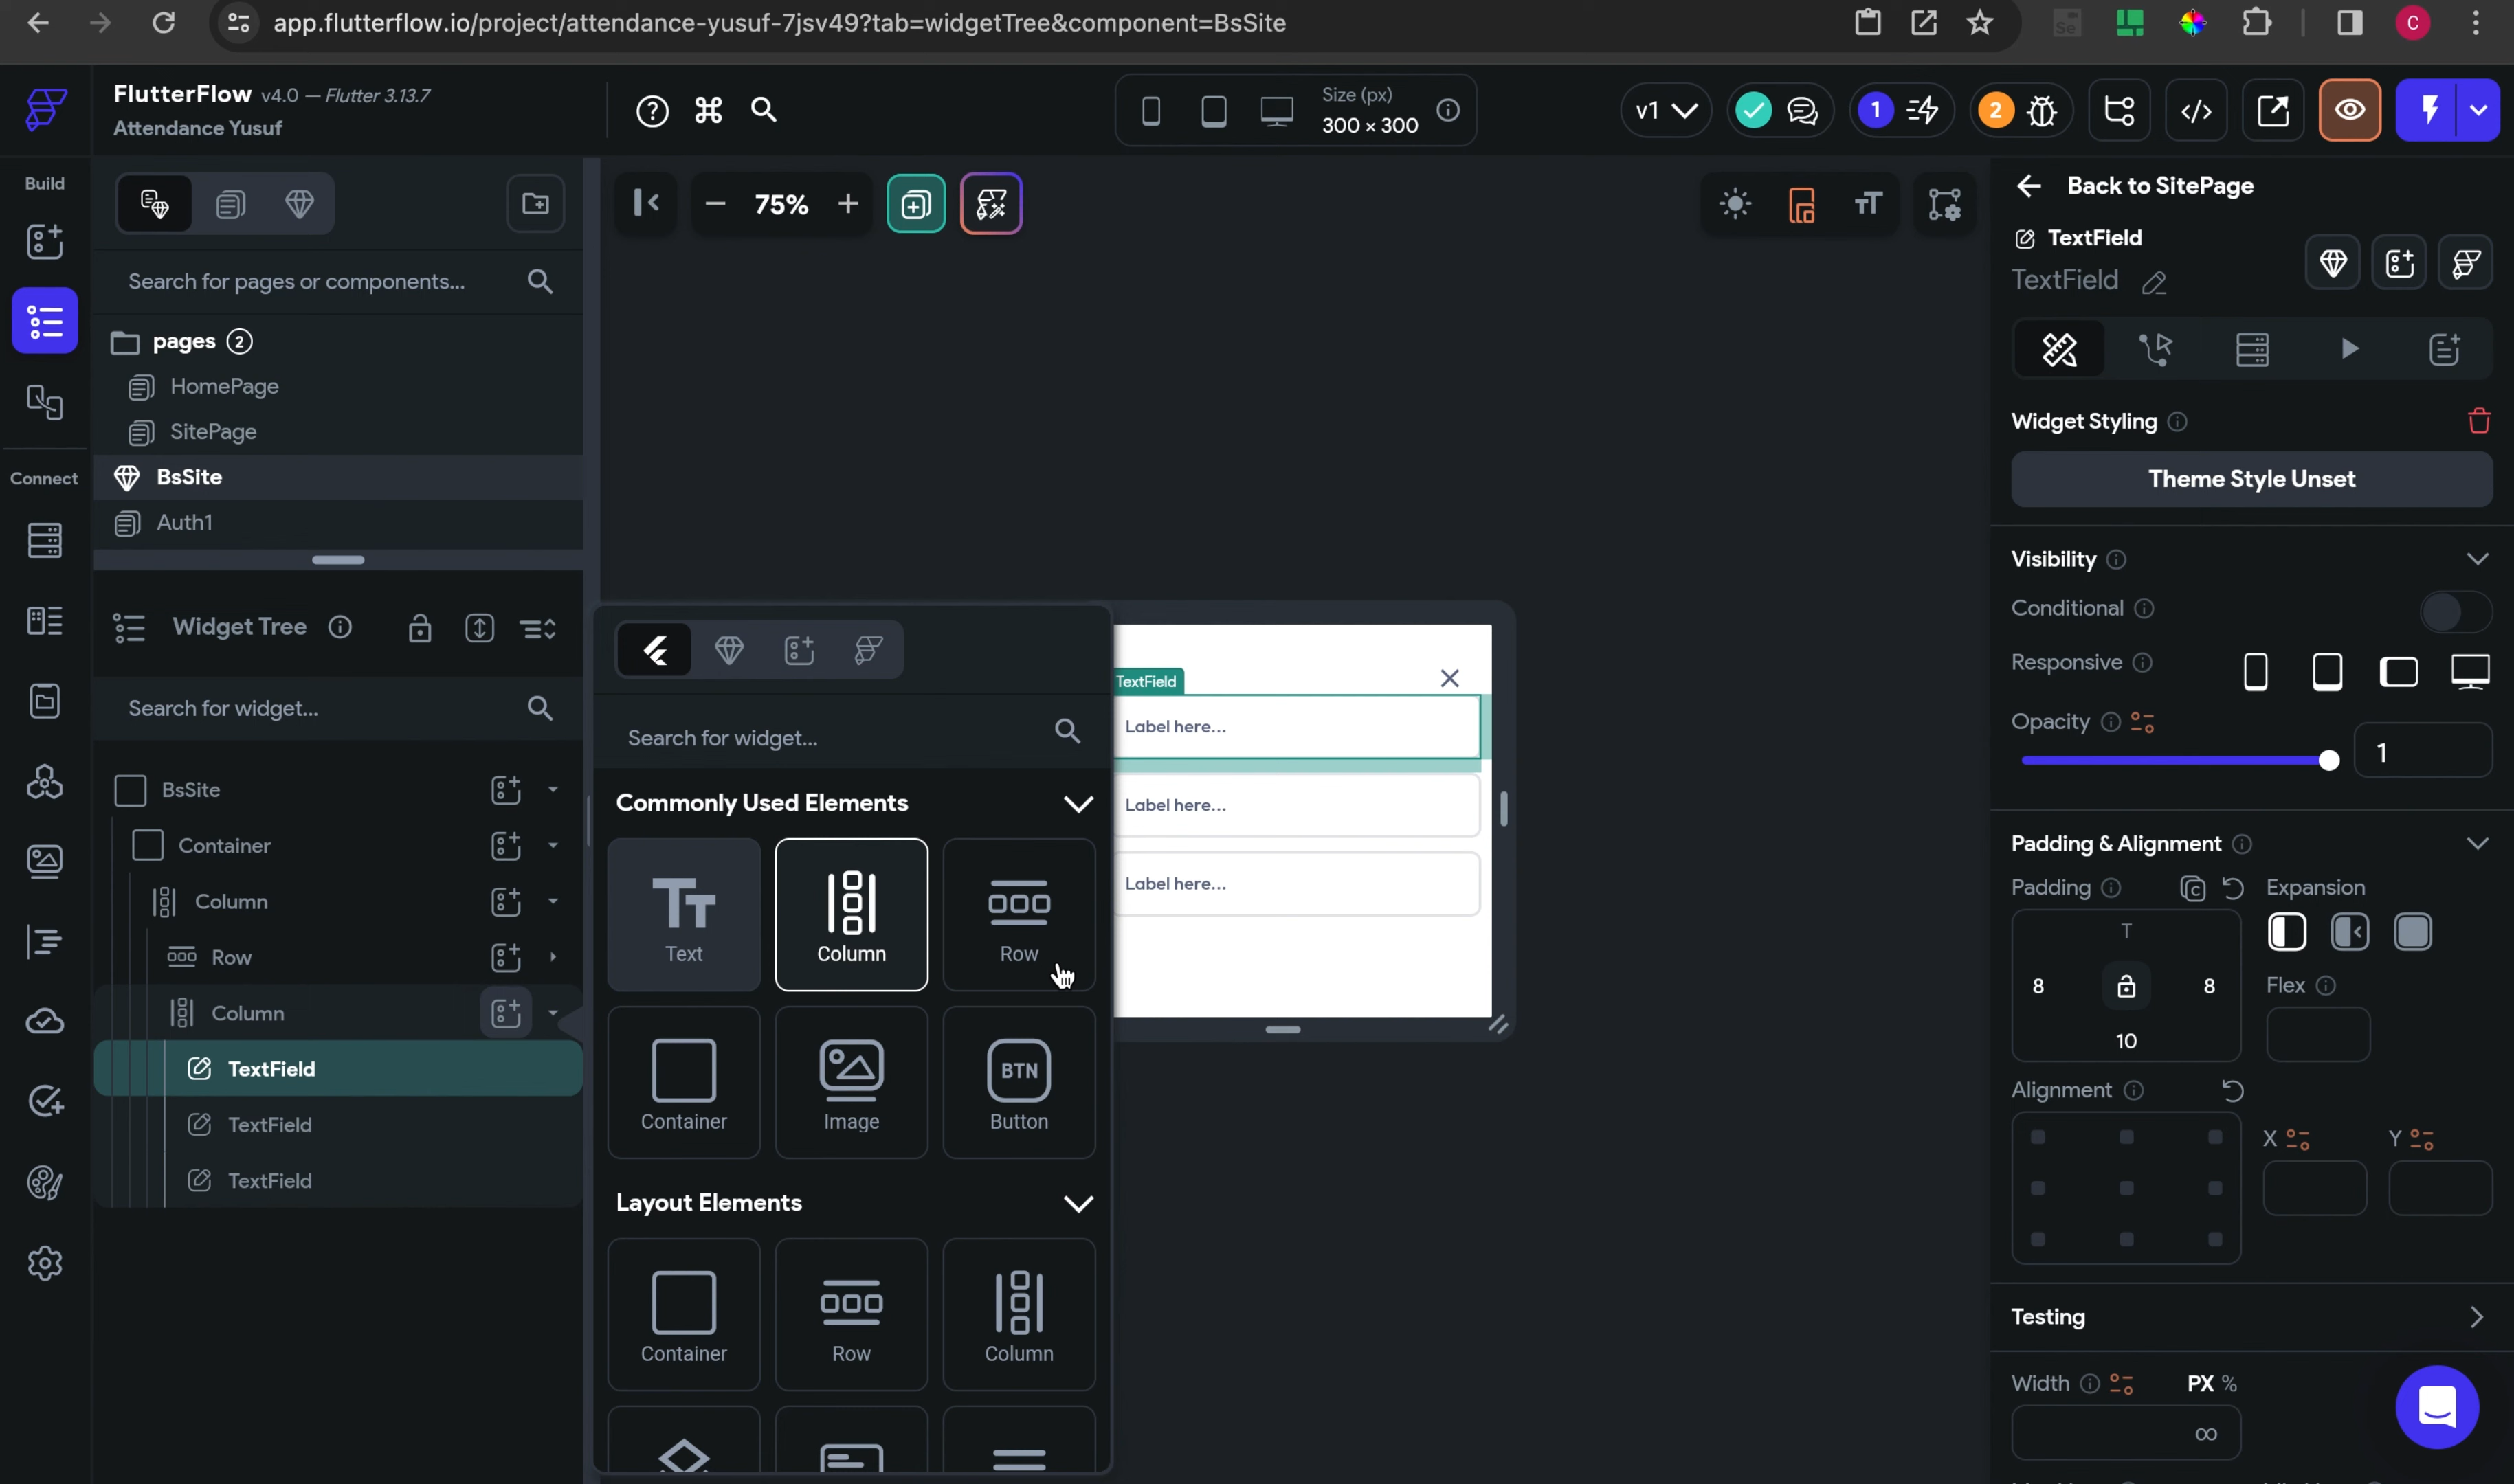 app.flutterflow.io/project/attendance-yusuf-7jsv49?tab=widgetTree&component=BsSite
C
FlutterFlow v4.0 — Flutter 3.13.7
Attendance Yusuf
Size (px)
300 × 300
v1
1
2
Build
Connect
75%
Search for pages or components...
pages 2
HomePage
SitePage
BsSite
Auth1
Widget Tree
Search for widget...
BsSite
Container
Column
Row
Column
TextField
TextField
TextField
Search for widget...
Commonly Used Elements
Text
Column
Row
Container
Image
BTN
Button
Layout Elements
Container
Row
Column
TextField
Label here...
Label here...
Label here...
Back to SitePage
TextField
TextField
Widget Styling
Theme Style Unset
Visibility
Conditional
Responsive
Opacity
1
Padding & Alignment
Padding
Expansion
T
8
8
10
Flex
Alignment
X
Y
Testing
Width
PX %
∞